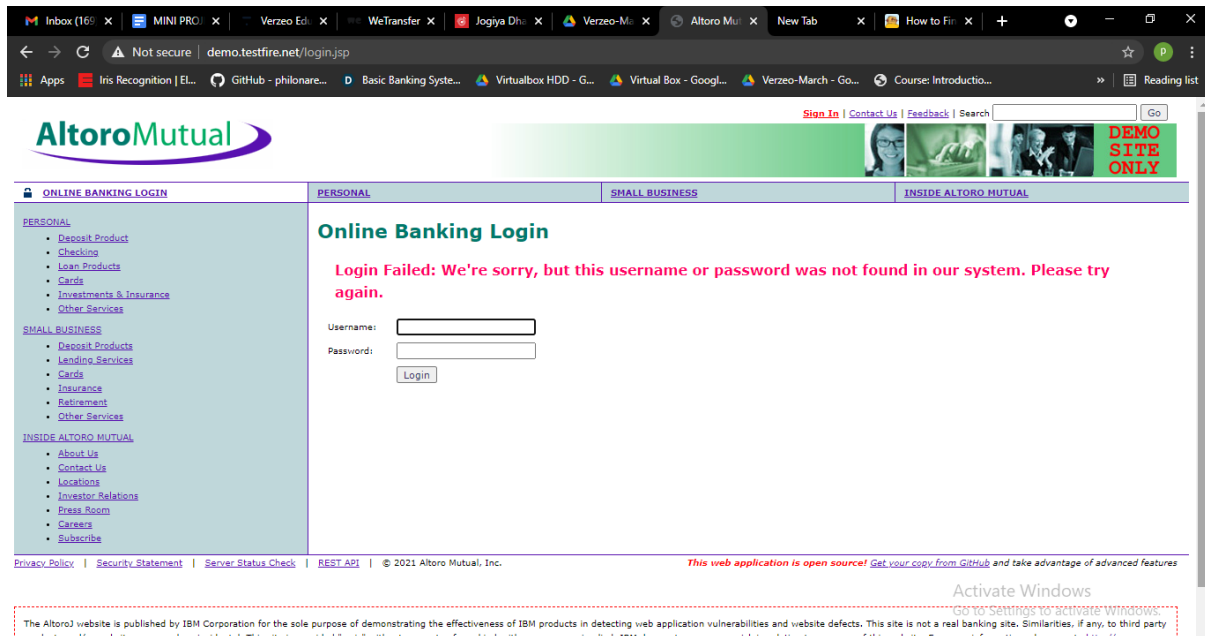 Inbox (169 MINI PROJ Verzeo Edu WeTransfer Jogiya Dha Verzeo-Ma Altoro Mut New Tab How to Fin
Not secure demo.testfire.net/login.jsp P
Apps Iris Recognition | El... GitHub - philonare... Basic Banking Syste... Virtualbox HDD - G... Virtual Box - Googl... Verzeo-March - Go... Course: Introductio... » Reading list
Sign In | Contact Us | Feedback | Search Go
AltoroMutual
DEMO
SITE
ONLY
ONLINE BANKING LOGIN PERSONAL SMALL BUSINESS INSIDE ALTORO MUTUAL
PERSONAL
Deposit Product
Checking
Loan Products
Cards
Investments & Insurance
Other Services
SMALL BUSINESS
Deposit Products
Lending Services
Cards
Insurance
Retirement
Other Services
INSIDE ALTORO MUTUAL
About Us
Contact Us
Locations
Investor Relations
Press Room
Careers
Subscribe
Online Banking Login
Login Failed: We're sorry, but this username or password was not found in our system. Please try
again.
Username:
Password:
Login
Privacy Policy | Security Statement | Server Status Check | REST API | © 2021 Altoro Mutual, Inc. This web application is open source! Get your copy from GitHub and take advantage of advanced features
Activate Windows
Go to Settings to activate Windows.
The AltoroJ website is published by IBM Corporation for the sole purpose of demonstrating the effectiveness of IBM products in detecting web application vulnerabilities and website defects. This site is not a real banking site. Similarities, if any, to third party